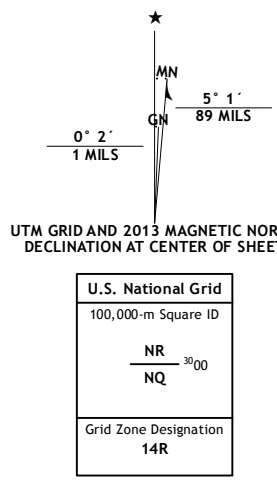 ★
MN
5° 1´
89 MILS
GN
0° 2´
1 MILS
UTM GRID AND 2013 MAGNETIC NOR
DECLINATION AT CENTER OF SHEET
U.S. National Grid
100,000-m Square ID
NR
3000
NQ
Grid Zone Designation
14R